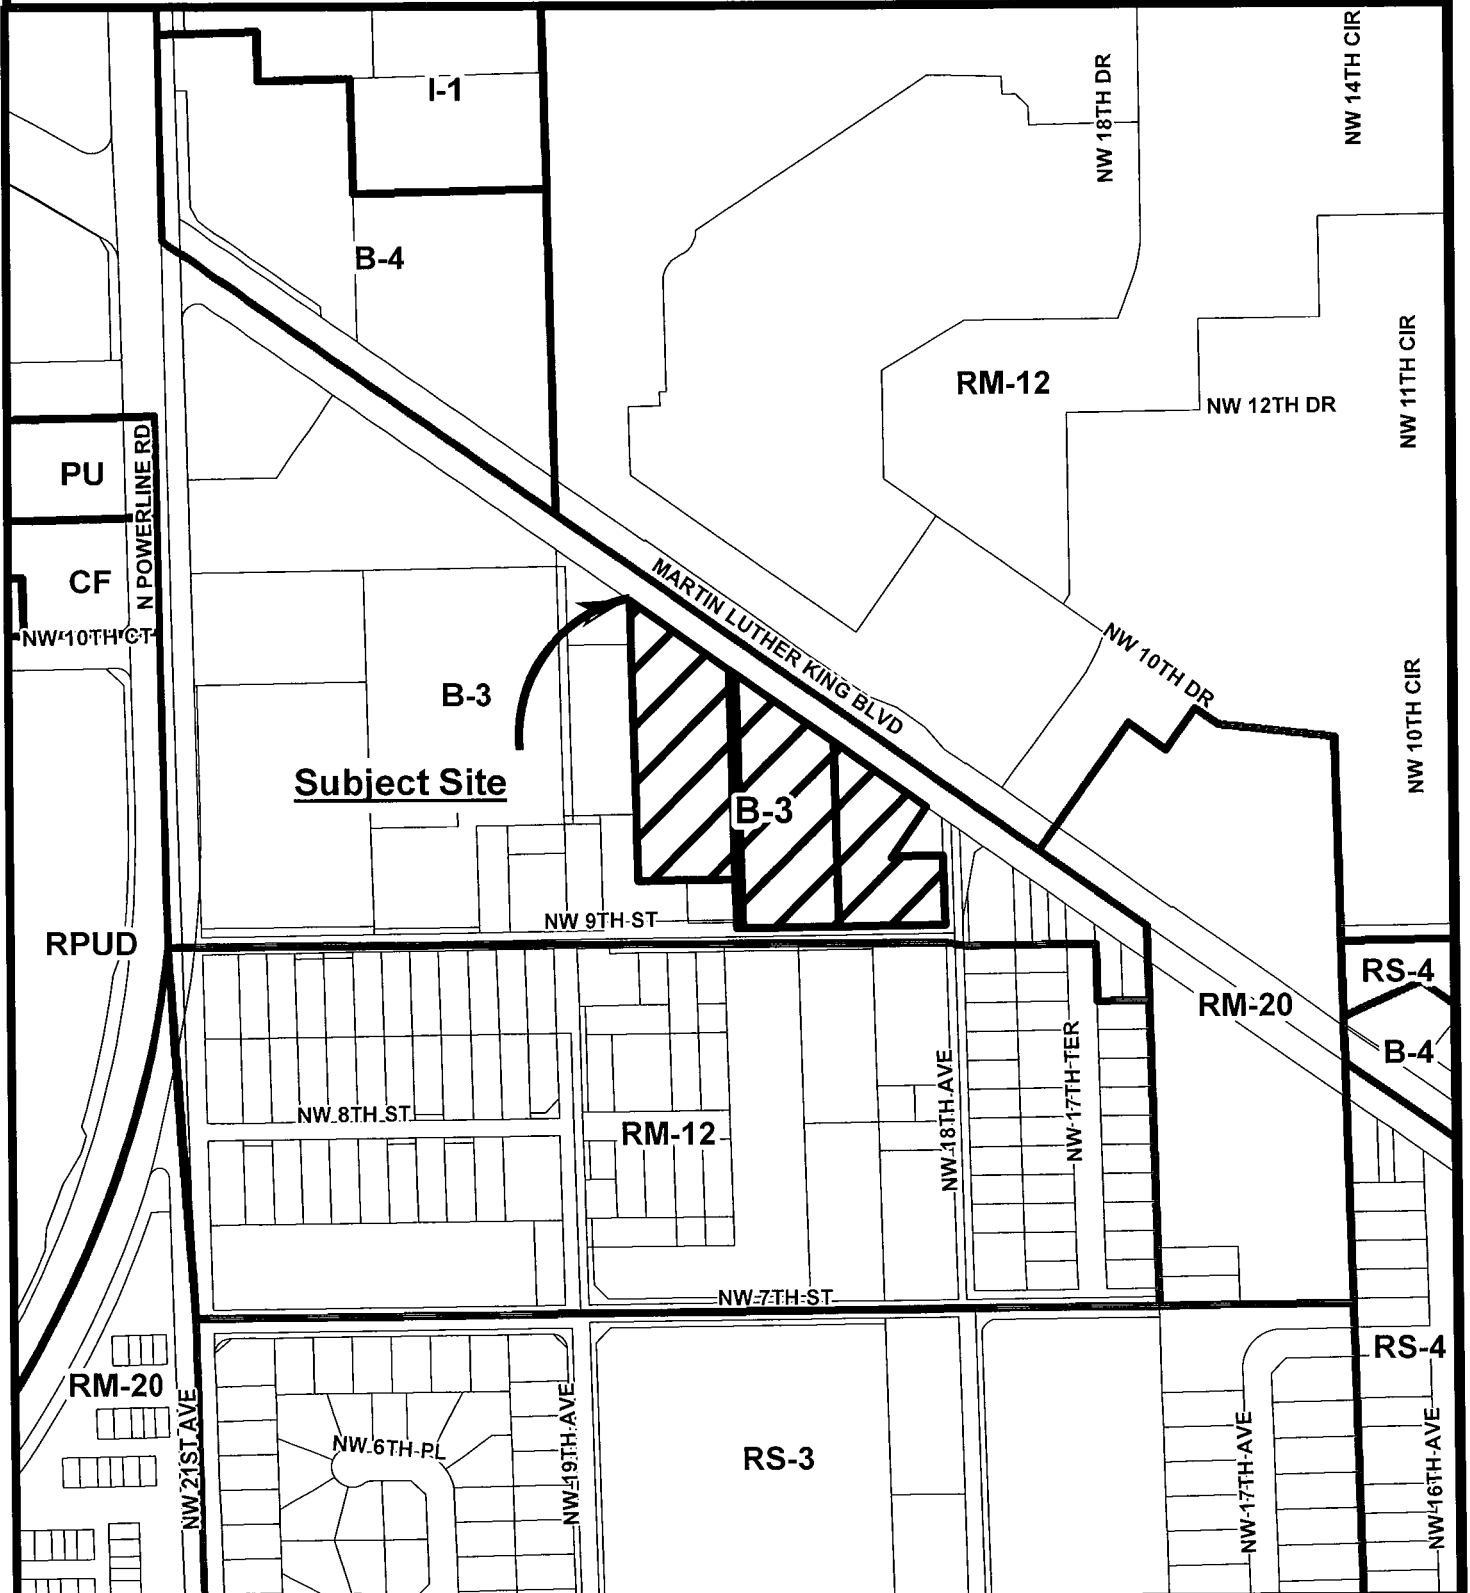 NW 14TH CIR
NW 18TH DR
I-1
B-4
RM-12
NW 11TH CIR
NW 12TH DR
N POWERLINE RD
PU
CF
NW 10TH CT
MARTIN LUTHER KING BLVD
NW 10TH DR
NW 10TH CIR
B-3
Subject Site
B-3
NW 9TH ST
RPUD
RS-4
RM-20
B-4
NW 8TH ST
RM-12
NW 18TH AVE
NW 17TH TER
NW 7TH ST
RS-4
RM-20
NW 21ST AVE
NW 6TH PL
NW 19TH AVE
RS-3
NW 17TH AVE
NW 16TH AVE